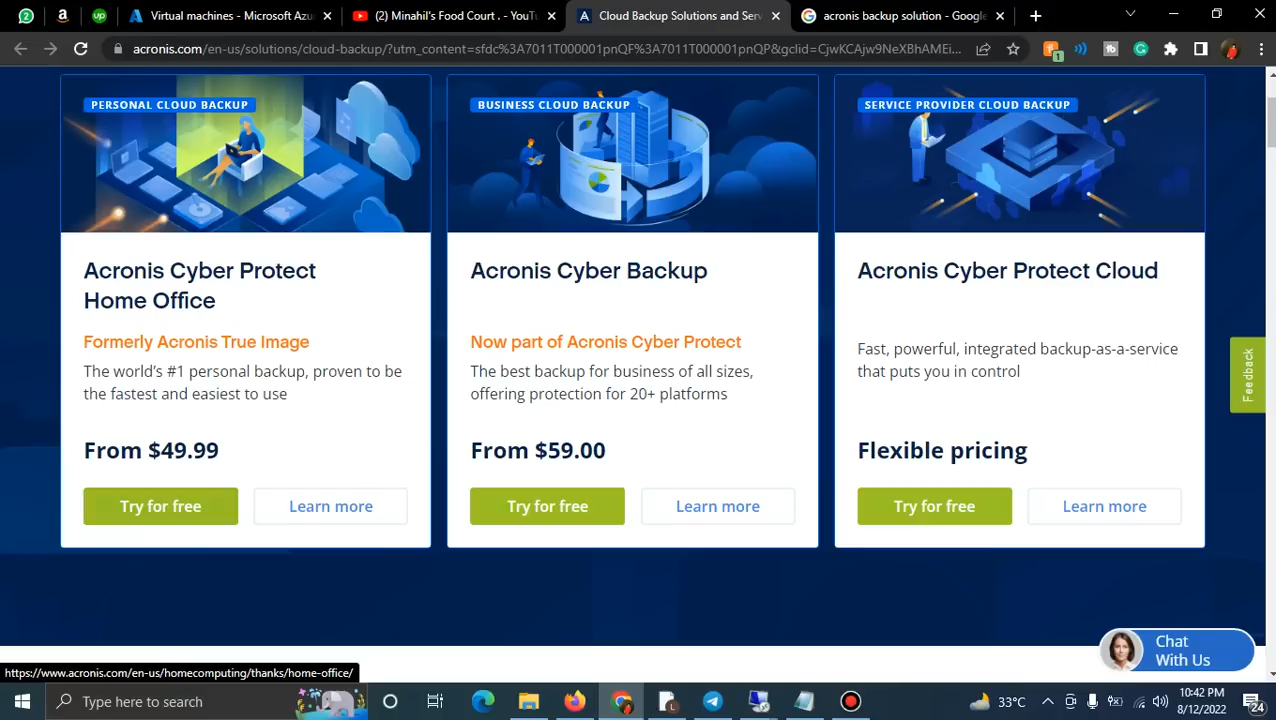 Virtual machines - Microsoft Azu
(2) Minahil's Food Court . - YouT
Cloud Backup Solutions and Serv
acronis backup solution - Google
acronis.com/en-us/solutions/cloud-backup/?utm_content=sfdc%3A7011T000001pnQF%3A7011T000001pnQP&gclid=CjwKCAjw9NeXBhAMEi...
1
PERSONAL CLOUD BACKUP
Acronis Cyber Protect
Home Office
Formerly Acronis True Image
The world's #1 personal backup, proven to be
the fastest and easiest to use
From $49.99
Try for free
Learn more
BUSINESS CLOUD BACKUP
Acronis Cyber Backup
Now part of Acronis Cyber Protect
The best backup for business of all sizes,
offering protection for 20+ platforms
From $59.00
Try for free
Learn more
SERVICE PROVIDER CLOUD BACKUP
Acronis Cyber Protect Cloud
Fast, powerful, integrated backup-as-a-service
that puts you in control
Flexible pricing
Try for free
Learn more
Feedback
Chat
With Us
https://www.acronis.com/en-us/homecomputing/thanks/home-office/
Type here to search
33°C
10:42 PM
8/12/2022
24